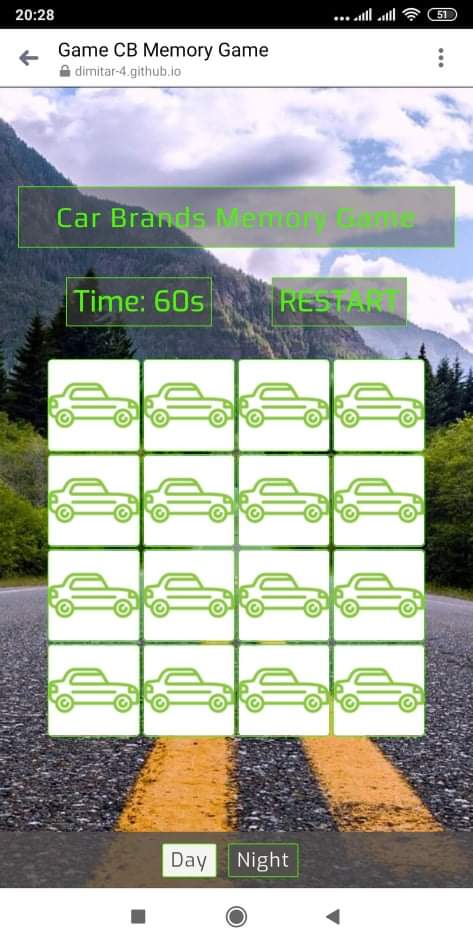 20:28
51
Game CB Memory Game
dimitar-4.github.io
Car Brands Memory Game
Time: 60s
RESTART
Day
Night